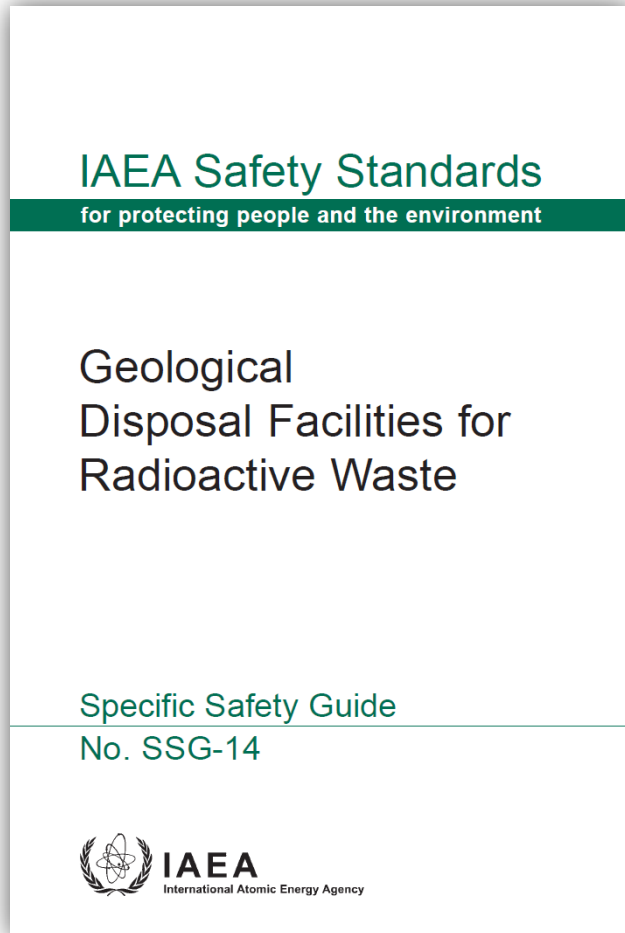 IAEA Safety Standards
for protecting people and the environment
Geological
Disposal Facilities for
Radioactive Waste
Specific Safety Guide
No. SSG-14
IAEA
International Atomic Energy Agency